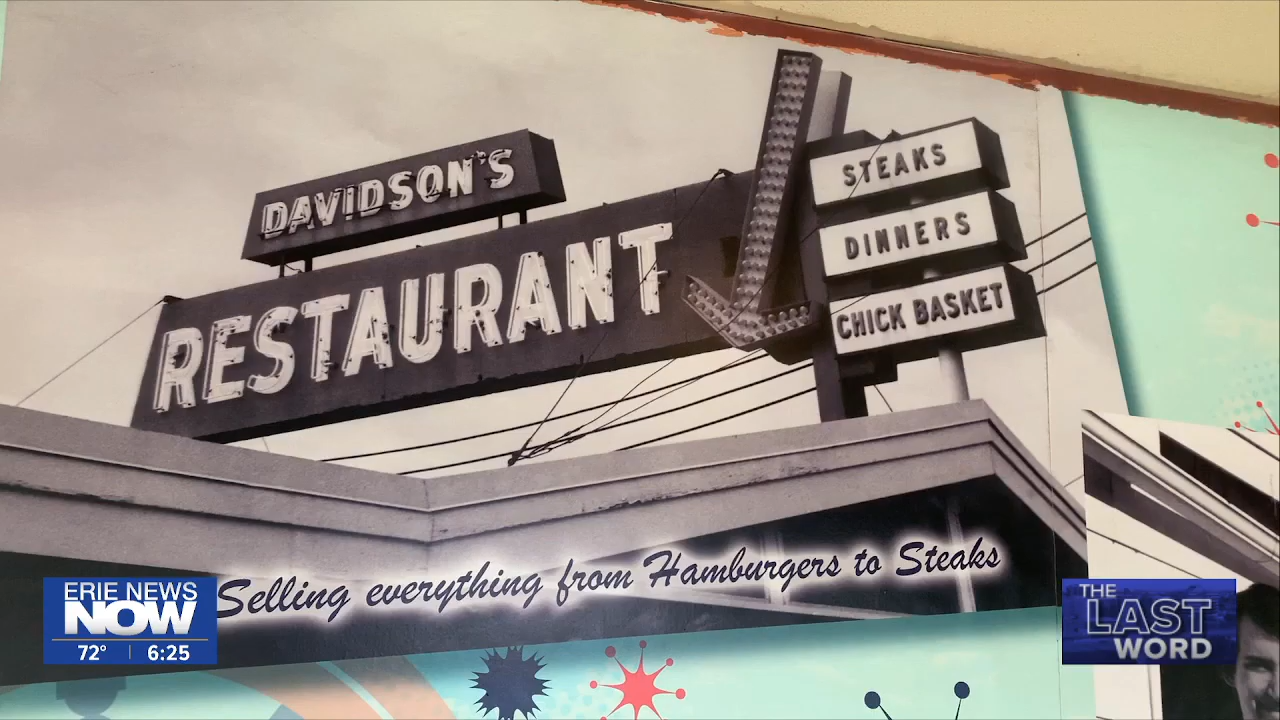 DAVIDSON'S
RESTAURANT
STEAKS
DINNERS
CHICK BASKET
Selling everything from Hamburgers to Steaks
ERIE NEWS
NOW
72° | 6:25
THE
LAST
WORD